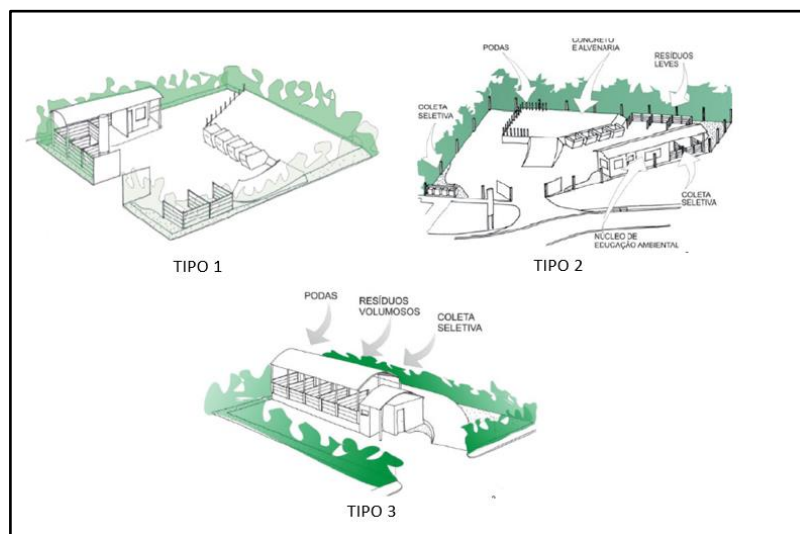 PODAS
CONCRETO
E ALVENARIA
RESÍDUOS
LEVES
COLETA
SELETIVA
COLETA
SELETIVA
NÚCLEO DE
EDUCAÇÃO AMBIENTAL
TIPO 1
TIPO 2
PODAS
RESÍDUOS
VOLUMOSOS
COLETA
SELETIVA
TIPO 3